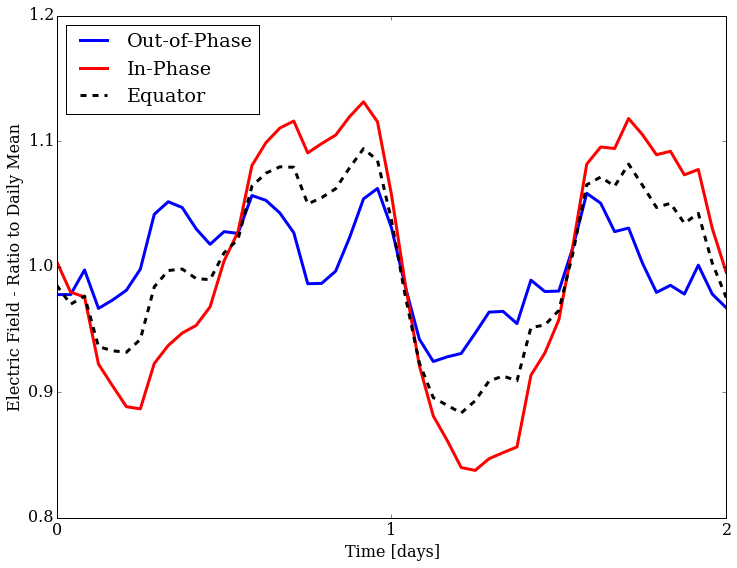 1.2
1.1
1.0
0.9
0.8
Electric Field - Ratio to Daily Mean
Out-of-Phase
In-Phase
Equator
0
1
2
Time [days]